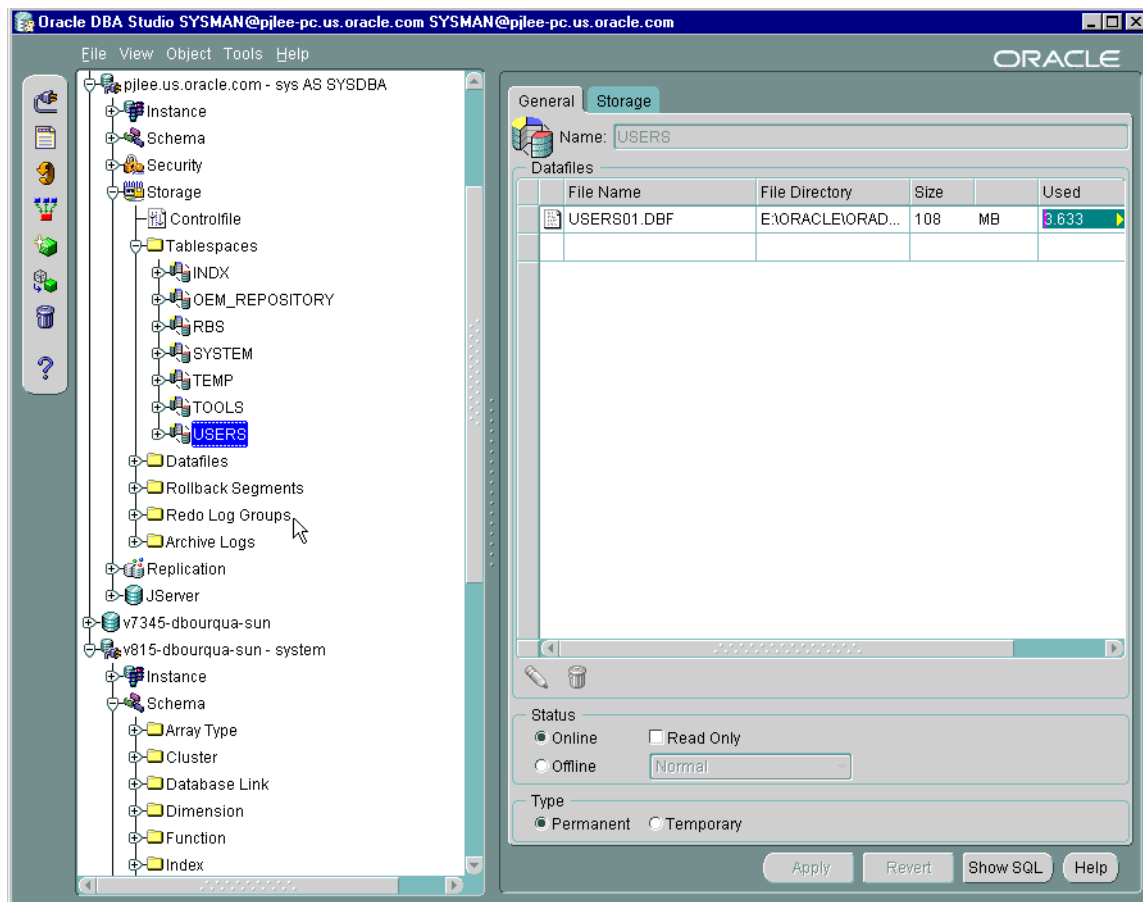 Oracle DBA Studio SYSMAN@pjlee-pc.us.oracle.com SYSMAN@pjlee-pc.us.oracle.com
File View Object Tools Help
ORACLE
pjlee.us.oracle.com - sys AS SYSDBA
Instance
Schema
Security
Storage
Controlfile
Tablespaces
INDX
OEM_REPOSITORY
RBS
SYSTEM
TEMP
TOOLS
USERS
Datafiles
Rollback Segments
Redo Log Groups
Archive Logs
Replication
JServer
v7345-dbourqua-sun
v815-dbourqua-sun - system
Instance
Schema
Array Type
Cluster
Database Link
Dimension
Function
Index
General Storage
Name: USERS
Datafiles
File Name File Directory Size Used
USERS01.DBF E:\ORACLE\ORAD... 108 MB 3.633
Status
Online Read Only
Offline Normal
Type
Permanent Temporary
Apply Revert Show SQL Help